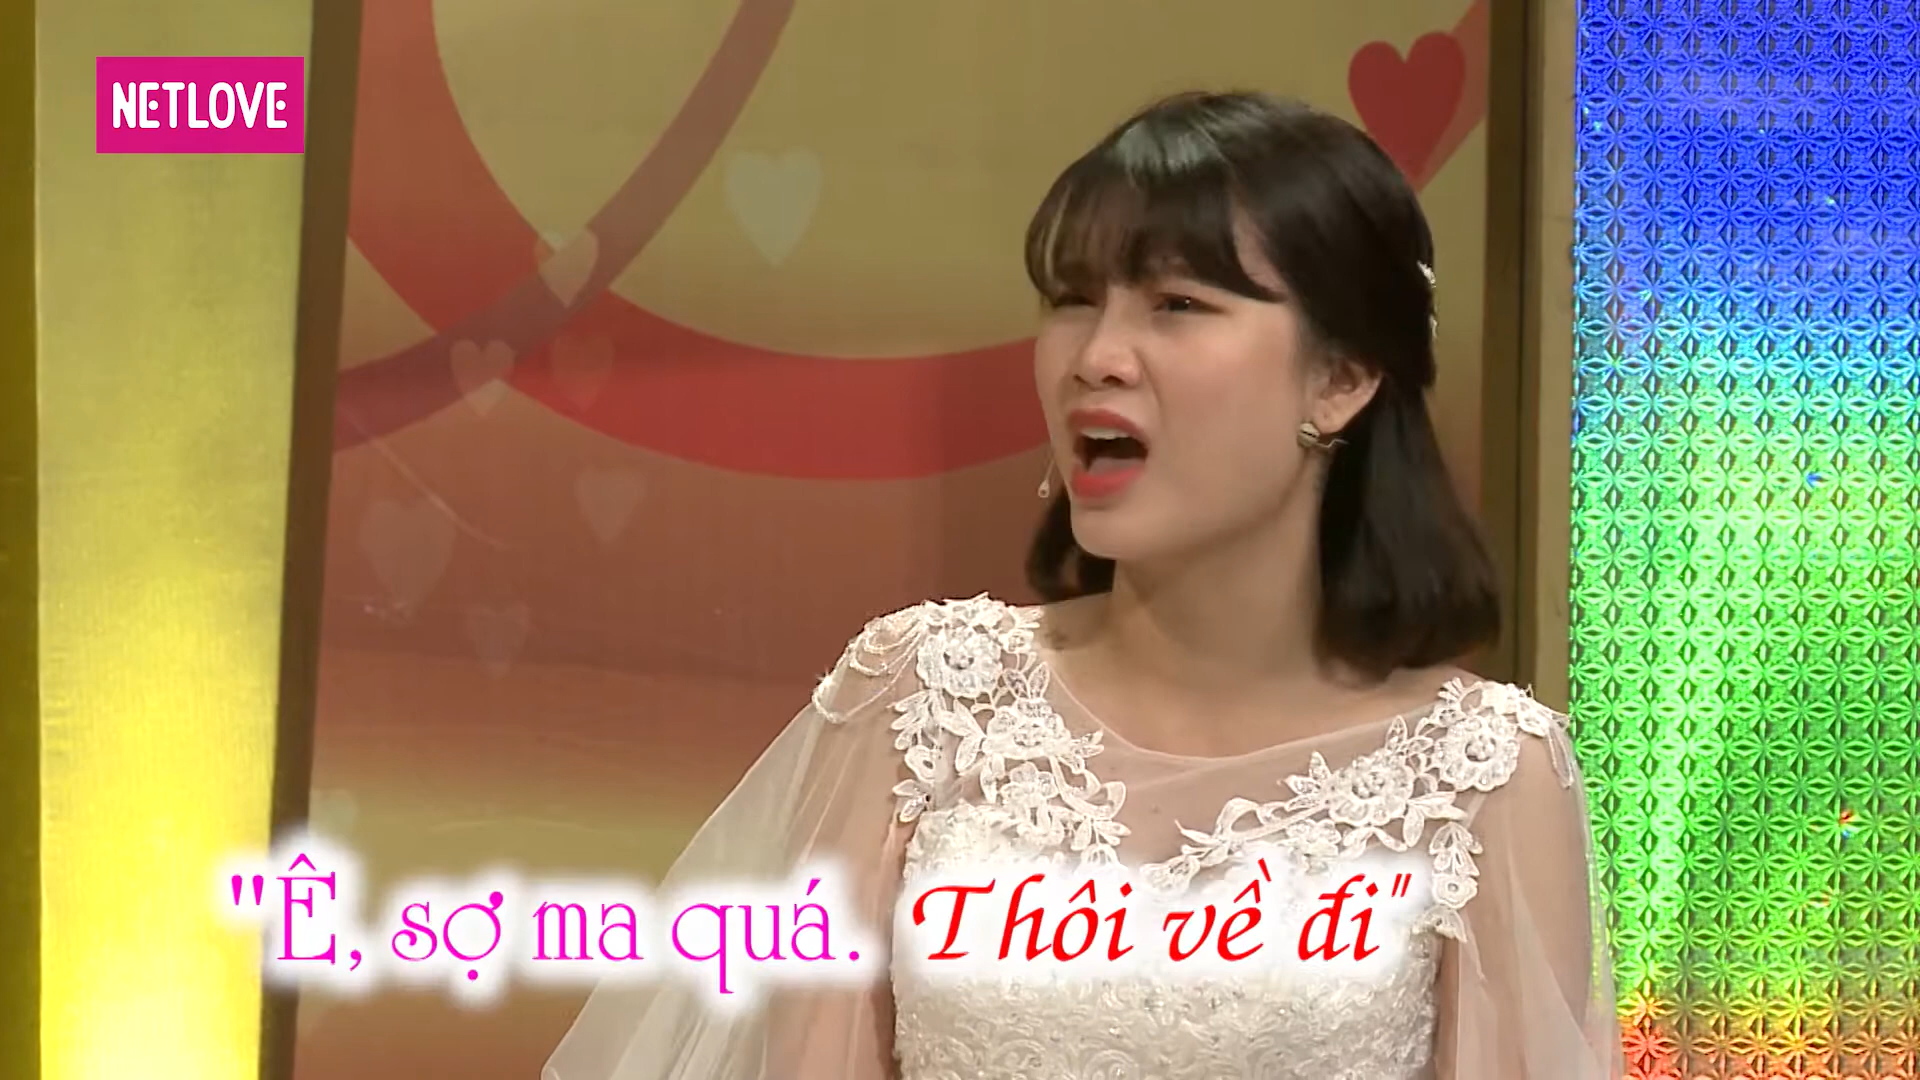 NETLOVE
"Ê, sợ ma quá. Thôi về đi"